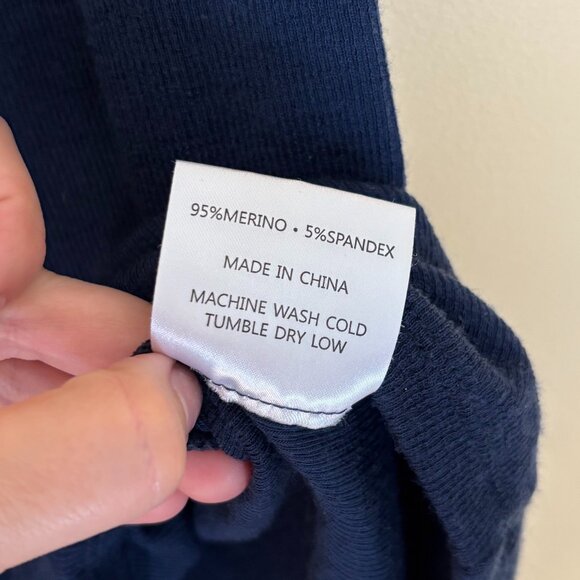 95%MERINO • 5%SPANDEX
MADE IN CHINA
MACHINE WASH COLD
TUMBLE DRY LOW